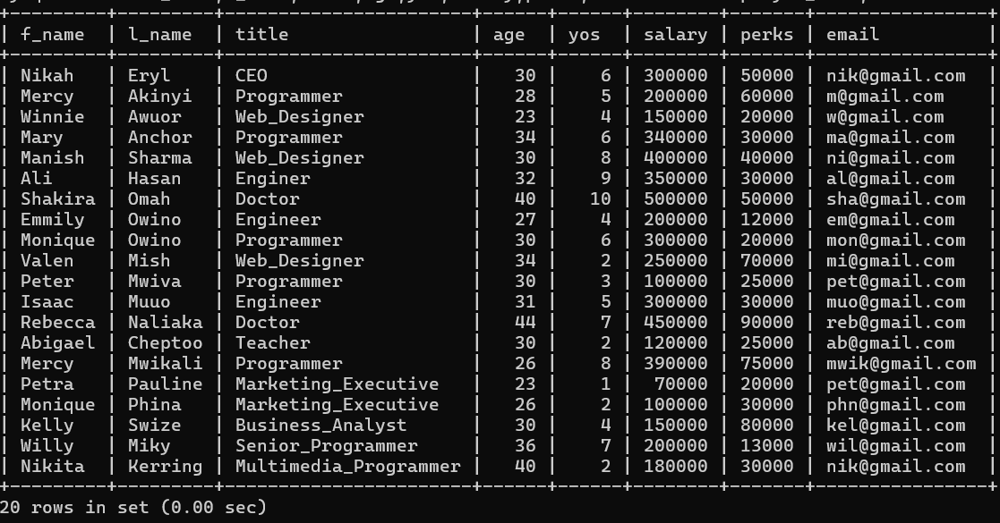 | f_name | l_name | title | age | yos | salary | perks | email |
| Nikah | Eryl | CEO | 30 | 6 | 300000 | 50000 | nik@gmail.com
| Mercy | Akinyi | Programmer | 28 | 5 | 200000 | 60000 | m@gmail.com |
| Winnie | Awuor | Web_Designer | 23 | 4 | 150000 | 20000 | w@gmail.com |
| Mary | Anchor | Programmer | 34 | 6 | 340000 | 30000 | ma@gmail.com |
| Manish | Sharma | Web_Designer | 30 | 8 | 400000 | 40000 | ni@gmail.com |
| Ali | Hasan | Enginer | 32 | 9 | 350000 | 30000 | al@gmail.com |
| Shakira | Omah | Doctor | 40 | 10 | 500000 | 50000 | sha@gmail.com |
| Emmily | Owino | Engineer | 27 | 4 | 200000 | 12000 | em@gmail.com |
| Monique | Owino | Programmer | 30 | 6 | 300000 | 20000 | mon@gmail.com |
| Valen | Mish | Web_Designer | 34 | 2 | 250000 | 70000 | mi@gmail.com |
| Peter | Mwiva | Programmer | 30 | 3 | 100000 | 25000 | pet@gmail.com |
| Isaac | Muuo | Engineer | 31 | 5 | 300000 | 30000 | muo@gmail.com |
| Rebecca | Naliaka | Doctor | 44 | 7 | 450000 | 90000 | reb@gmail.com |
| Abigael | Cheptoo | Teacher | 30 | 2 | 120000 | 25000 | ab@gmail.com |
| Mercy | Mwikali | Programmer | 26 | 8 | 390000 | 75000 | mwik@gmail.com |
| Petra | Pauline | Marketing_Executive | 23 | 1 | 70000 | 20000 | pet@gmail.com |
| Monique | Phina | Marketing_Executive | 26 | 2 | 100000 | 30000 | phn@gmail.com |
| Kelly | Swize | Business_Analyst | 30 | 4 | 150000 | 80000 | kel@gmail.com |
| Willy | Miky | Senior_Programmer | 36 | 7 | 200000 | 13000 | wil@gmail.com |
| Nikita | Kerring | Multimedia_Programmer | 40 | 2 | 180000 | 30000 | nik@gmail.com |
20 rows in set (0.00 sec)